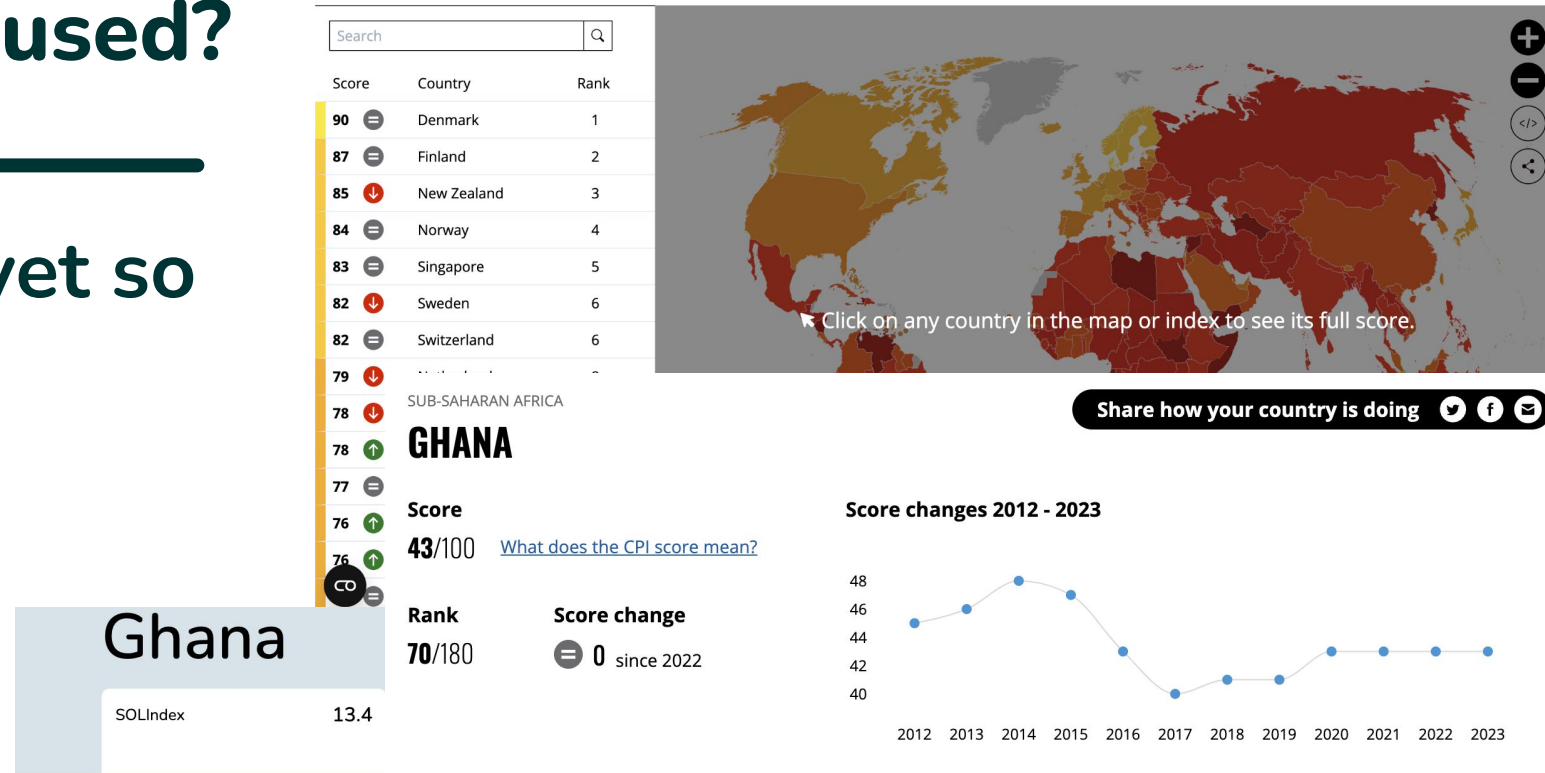 used?
yet so
Search
Score Country Rank
90 Denmark 1
87 Finland 2
85 New Zealand 3
84 Norway 4
83 Singapore 5
82 Sweden 6
82 Switzerland 6
79
78
78
77
76
76
Click on any country in the map or index to see its full score.
SUB-SAHARAN AFRICA
GHANA
Share how your country is doing
Score
43/100 What does the CPI score mean?
Rank Score change
70/180 0 since 2022
Score changes 2012 - 2023
48
46
44
42
40
2012 2013 2014 2015 2016 2017 2018 2019 2020 2021 2022 2023
Ghana
SOLIndex 13.4